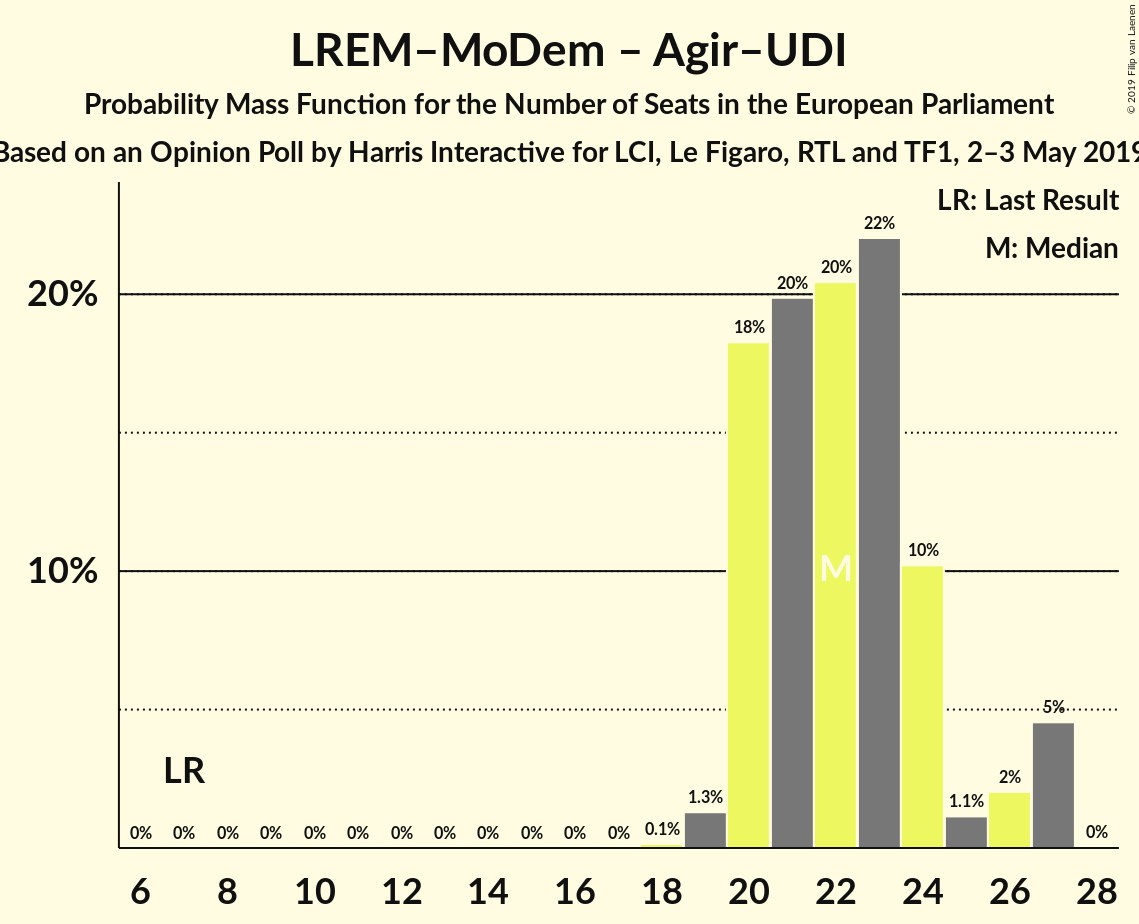 LREM–MoDem – Agir–UDI
Probability Mass Function for the Number of Seats in the European Parliament
Based on an Opinion Poll by Harris Interactive for LCI, Le Figaro, RTL and TF1, 2–3 May 2019
© 2019 Filip van Laenen
LR: Last Result
M: Median
20%
10%
0% 0% 0% 0% 0% 0% 0% 0% 0% 0% 0% 0% 0.1% 1.3% 18% 20% 20% 22% 10% 1.1% 2% 5% 0%
LR
M
6 8 10 12 14 16 18 20 22 24 26 28